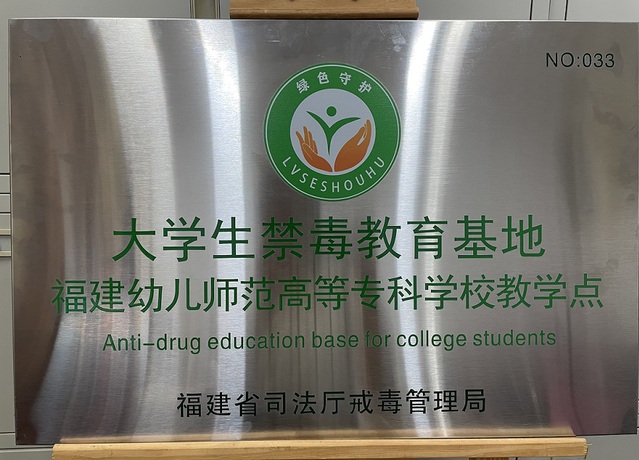 NO:033
绿色守护
LVSESHOUHU
大学生禁毒教育基地
福建幼儿师范高等专科学校教学点
Anti-drug education base for college students
福建省司法厅戒毒管理局